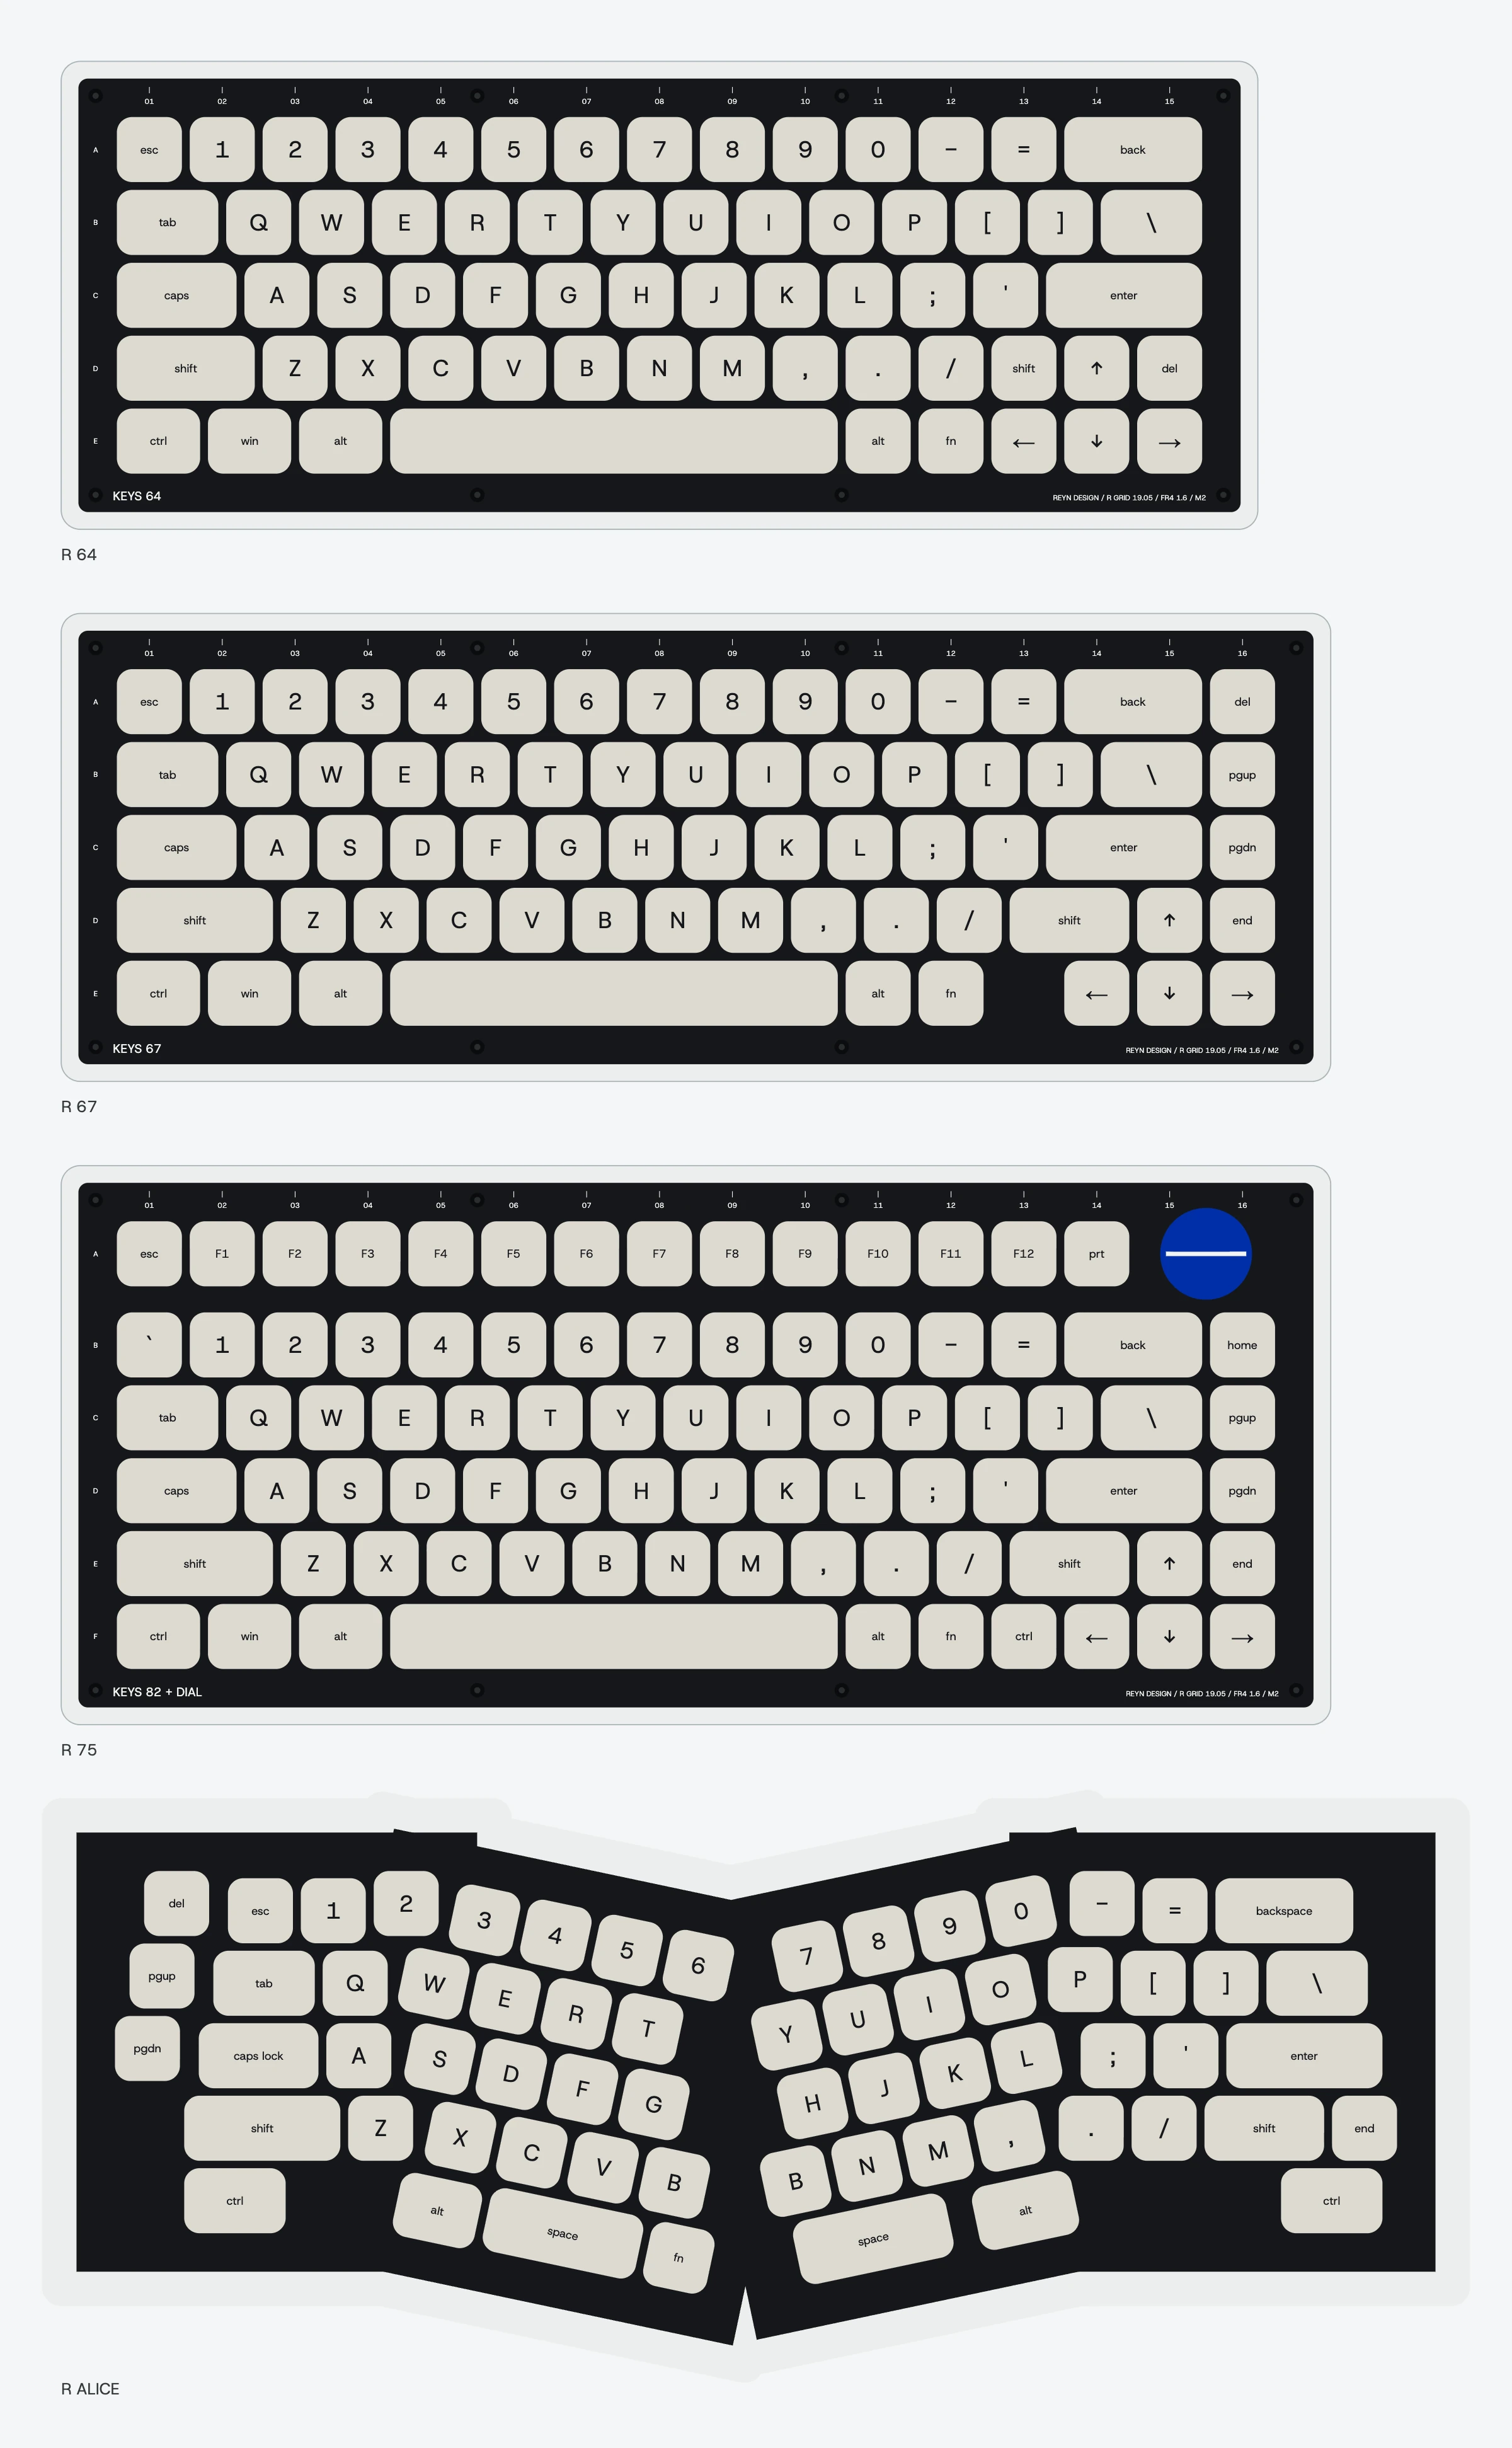 01 02 03 04 05 06 07 08 09 10 11 12 13 14 15
A esc 1 2 3 4 5 6 7 8 9 0 - = back
B tab Q W E R T Y U I O P [ ] \
C caps A S D F G H J K L ; ' enter
D shift Z X C V B N M , . / shift ↑ del
E ctrl win alt alt fn ← ↓ →
KEYS 64 REYN DESIGN / R GRID 19.05 / FR4 1.6 / M2
R 64
01 02 03 04 05 06 07 08 09 10 11 12 13 14 15 16
A esc 1 2 3 4 5 6 7 8 9 0 - = back del
B tab Q W E R T Y U I O P [ ] \ pgup
C caps A S D F G H J K L ; ' enter pgdn
D shift Z X C V B N M , . / shift ↑ end
E ctrl win alt alt fn ← ↓ →
KEYS 67 REYN DESIGN / R GRID 19.05 / FR4 1.6 / M2
R 67
01 02 03 04 05 06 07 08 09 10 11 12 13 14 15 16
A esc F1 F2 F3 F4 F5 F6 F7 F8 F9 F10 F11 F12 prt
B ` 1 2 3 4 5 6 7 8 9 0 - = back home
C tab Q W E R T Y U I O P [ ] \ pgup
D caps A S D F G H J K L ; ' enter pgdn
E shift Z X C V B N M , . / shift ↑ end
F ctrl win alt alt fn ctrl ← ↓ →
KEYS 82 + DIAL REYN DESIGN / R GRID 19.05 / FR4 1.6 / M2
R 75
del esc 1 2 3 4 5 6 7 8 9 0 - = backspace
pgup tab Q W E R T Y U I O P [ ] \
pgdn caps lock A S D F G H J K L ; ' enter
shift Z X C V B B N M , . / shift end
ctrl alt space fn space alt ctrl
R ALICE